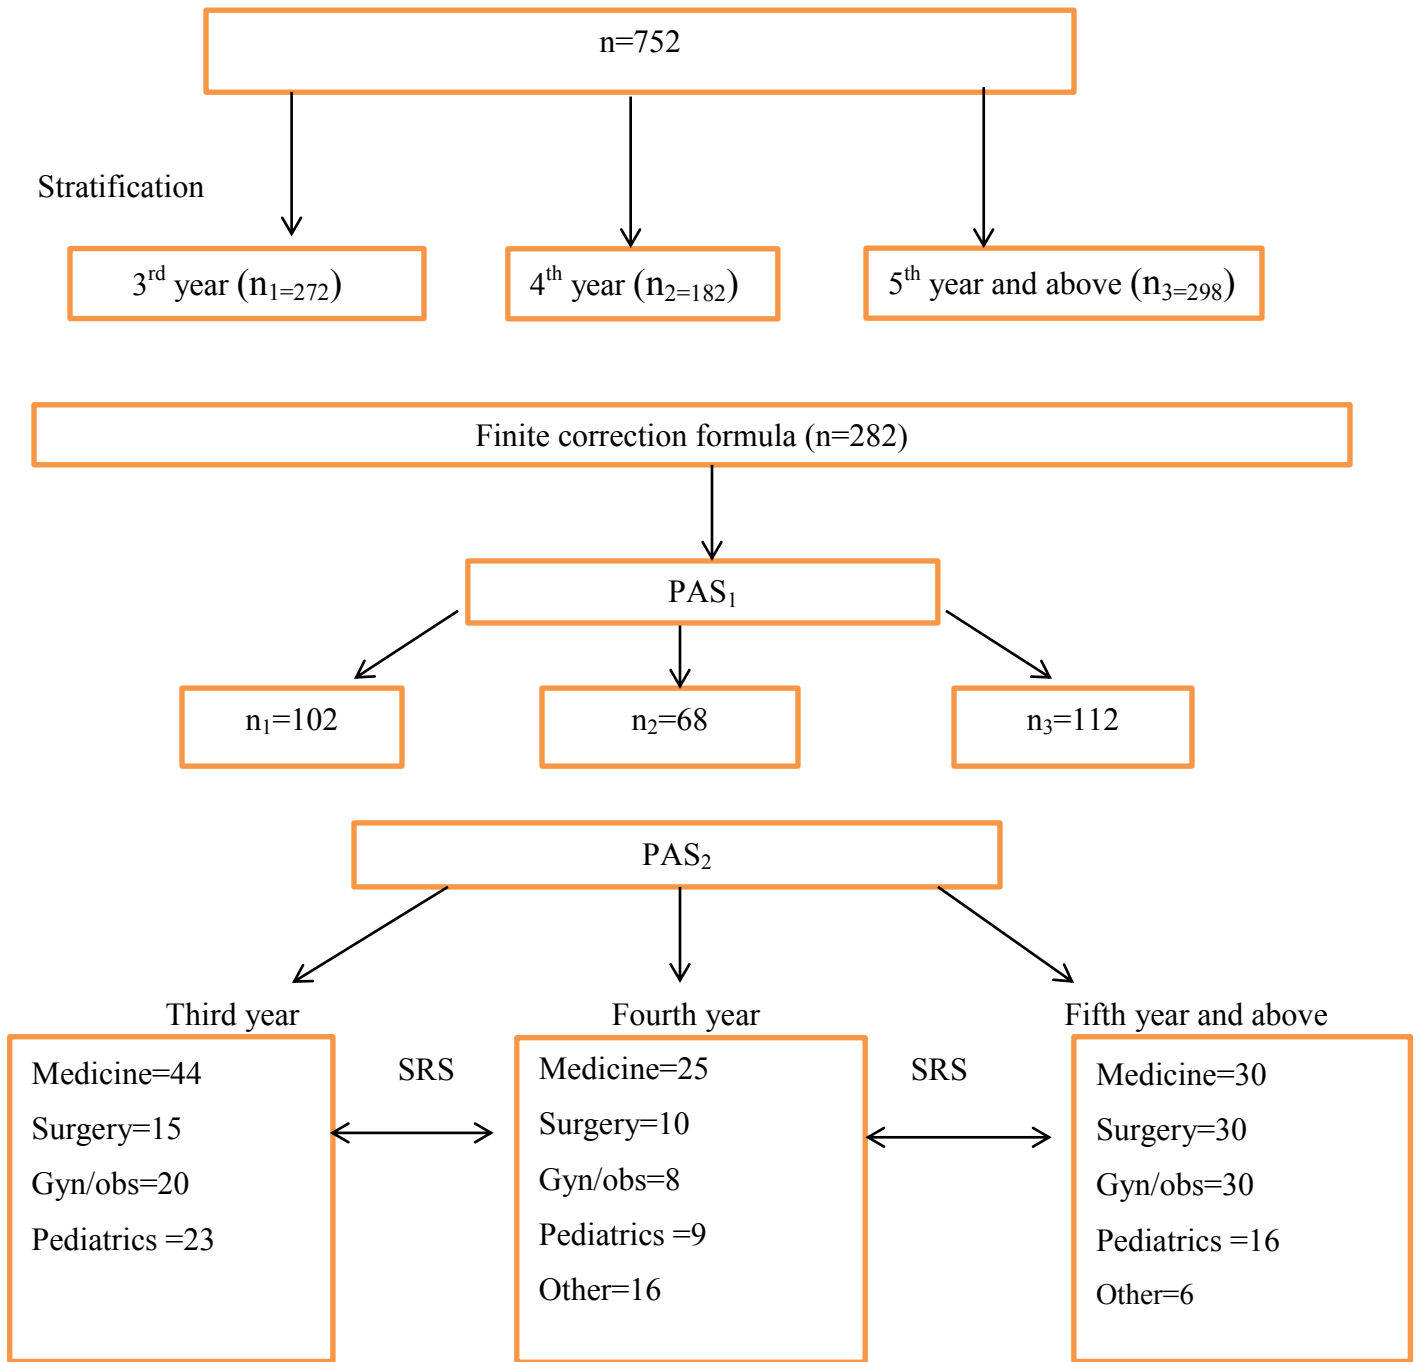 n=752
Stratification
3rd year (n1=272)
4th year (n2=182)
5th year and above (n3=298)
Finite correction formula (n=282)
PAS1
n1=102
n2=68
n3=112
PAS2
Third year
Fourth year
Fifth year and above
Medicine=44
Surgery=15
Gyn/obs=20
Pediatrics =23
SRS
Medicine=25
Surgery=10
Gyn/obs=8
Pediatrics =9
Other=16
SRS
Medicine=30
Surgery=30
Gyn/obs=30
Pediatrics =16
Other=6